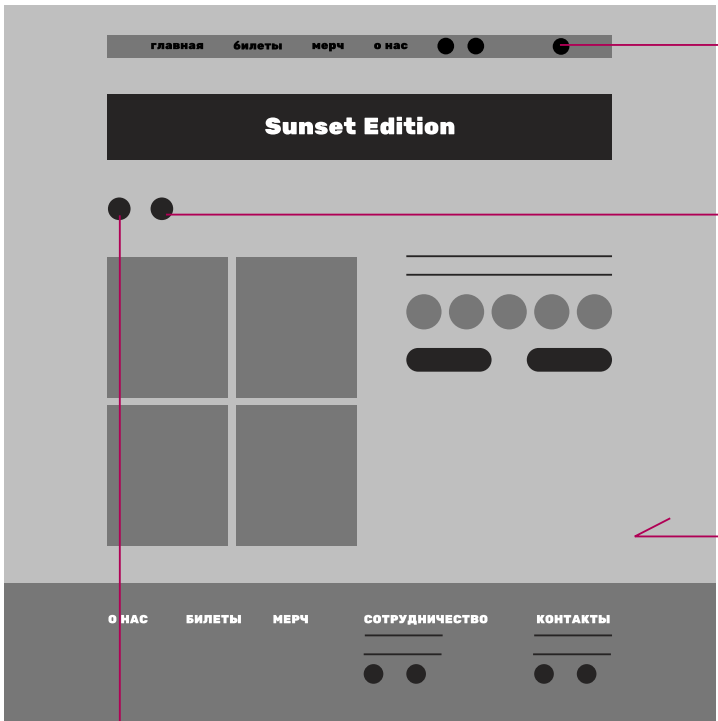 главная билеты мерч о нас
Sunset Edition
О НАС БИЛЕТЫ МЕРЧ СОТРУДНИЧЕСТВО КОНТАКТЫ